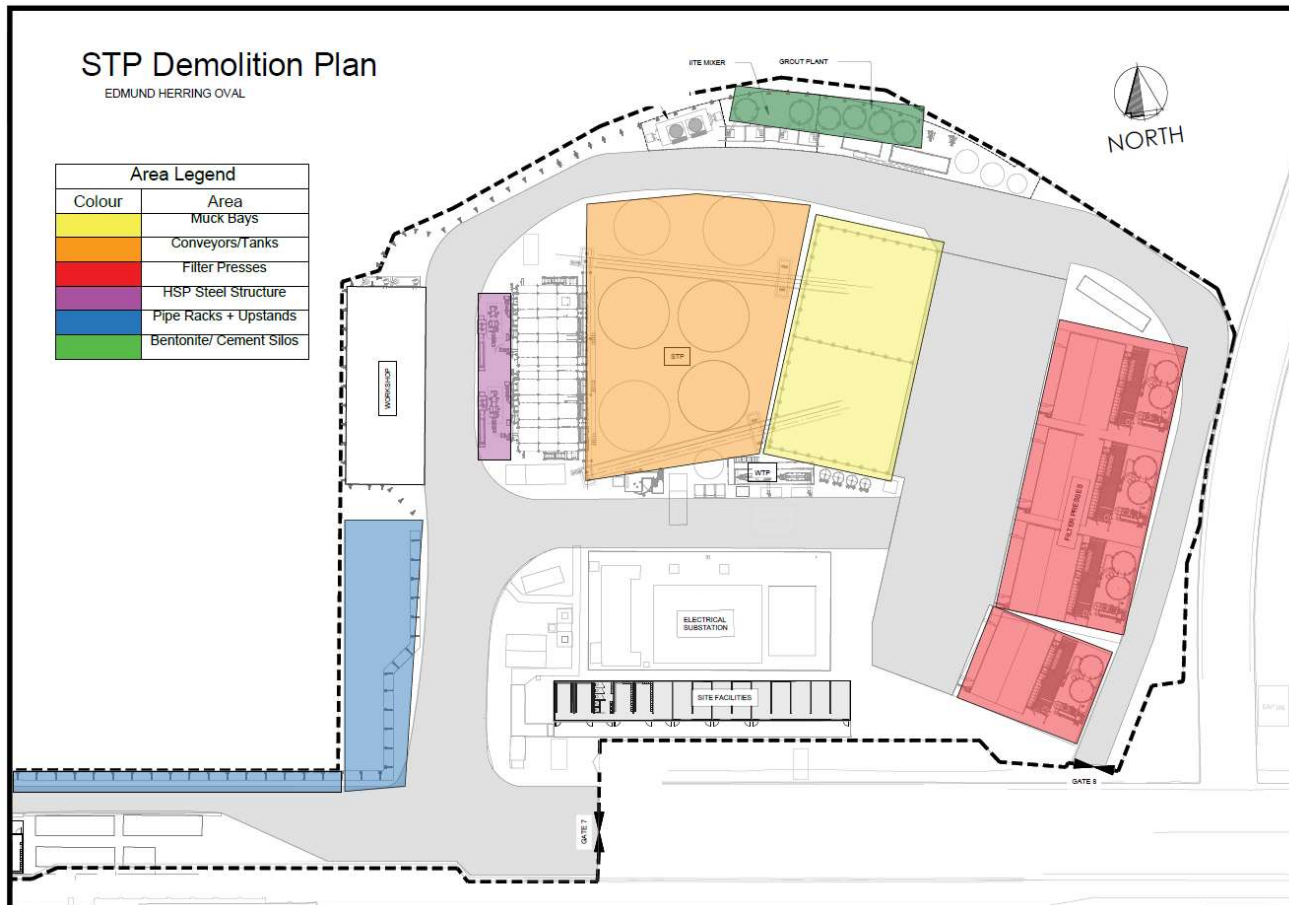 STP Demolition Plan
EDMUND HERRING OVAL
IITE MIXER
GROUT PLANT
NORTH
Area Legend
Colour Area
Muck Bays
Conveyors/Tanks
Filter Presses
HSP Steel Structure
Pipe Racks + Upstands
Bentonite/ Cement Silos
WORKSHOP
STP
WTP
FILTER PRESSES
ELECTRICAL
SUBSTATION
SITE FACILITIES
GATE 8
GATE 7